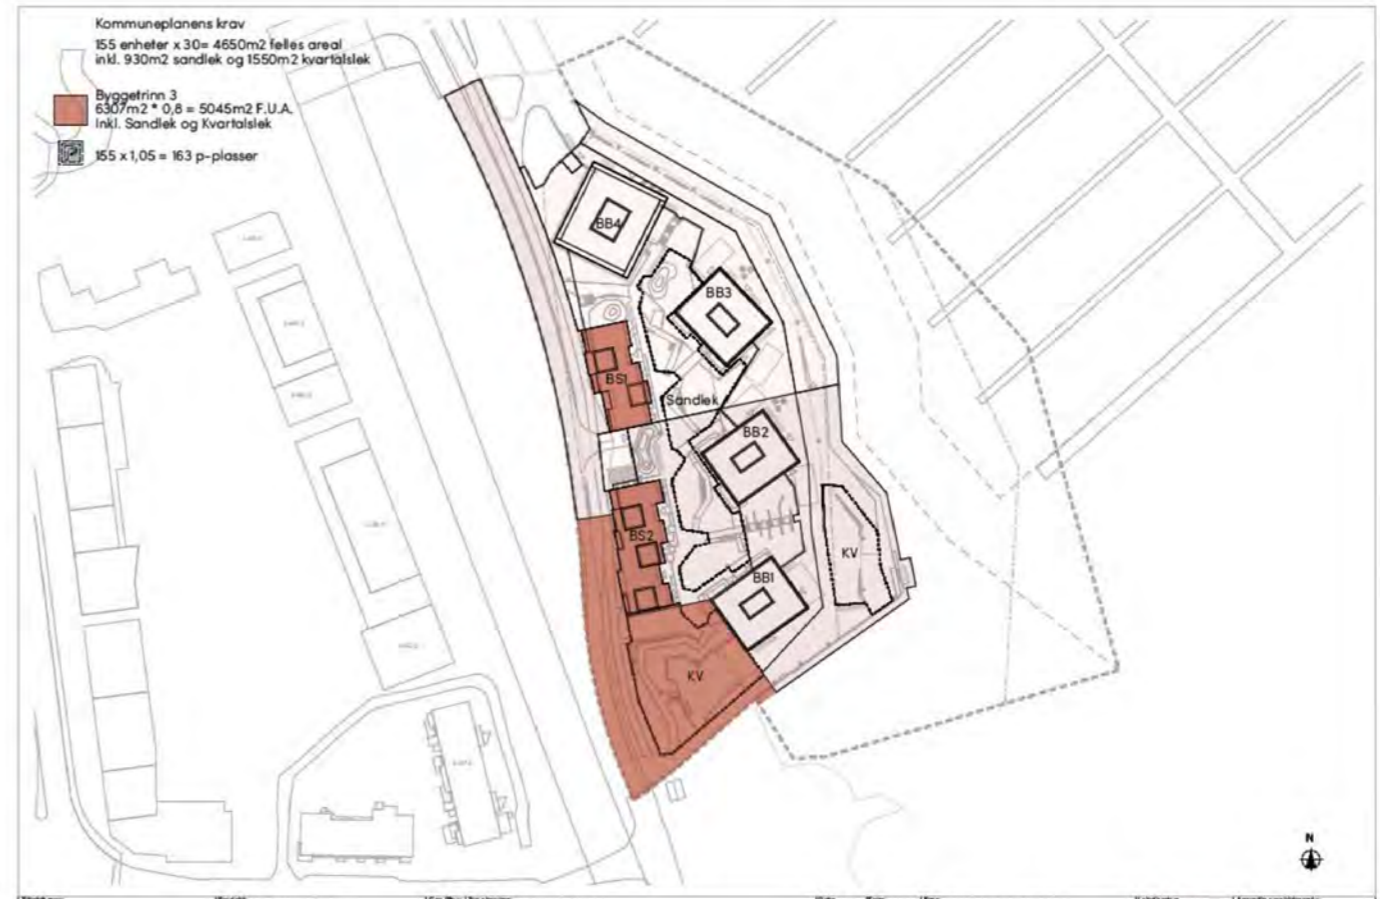 Kommuneplanens krav
155 enheter x 30= 4650m2 felles areal
inkl. 930m2 sandlek og 1550m2 kvartalslek
Byggetrinn 3
6307m2 * 0,8 = 5045m2 F.U.A.
Inkl. Sandlek og Kvartalslek
155 x 1,05 = 163 p-plasser
BB4
BB3
BS1
Sandlek
BB2
BS2
KV
BB1
KV
N